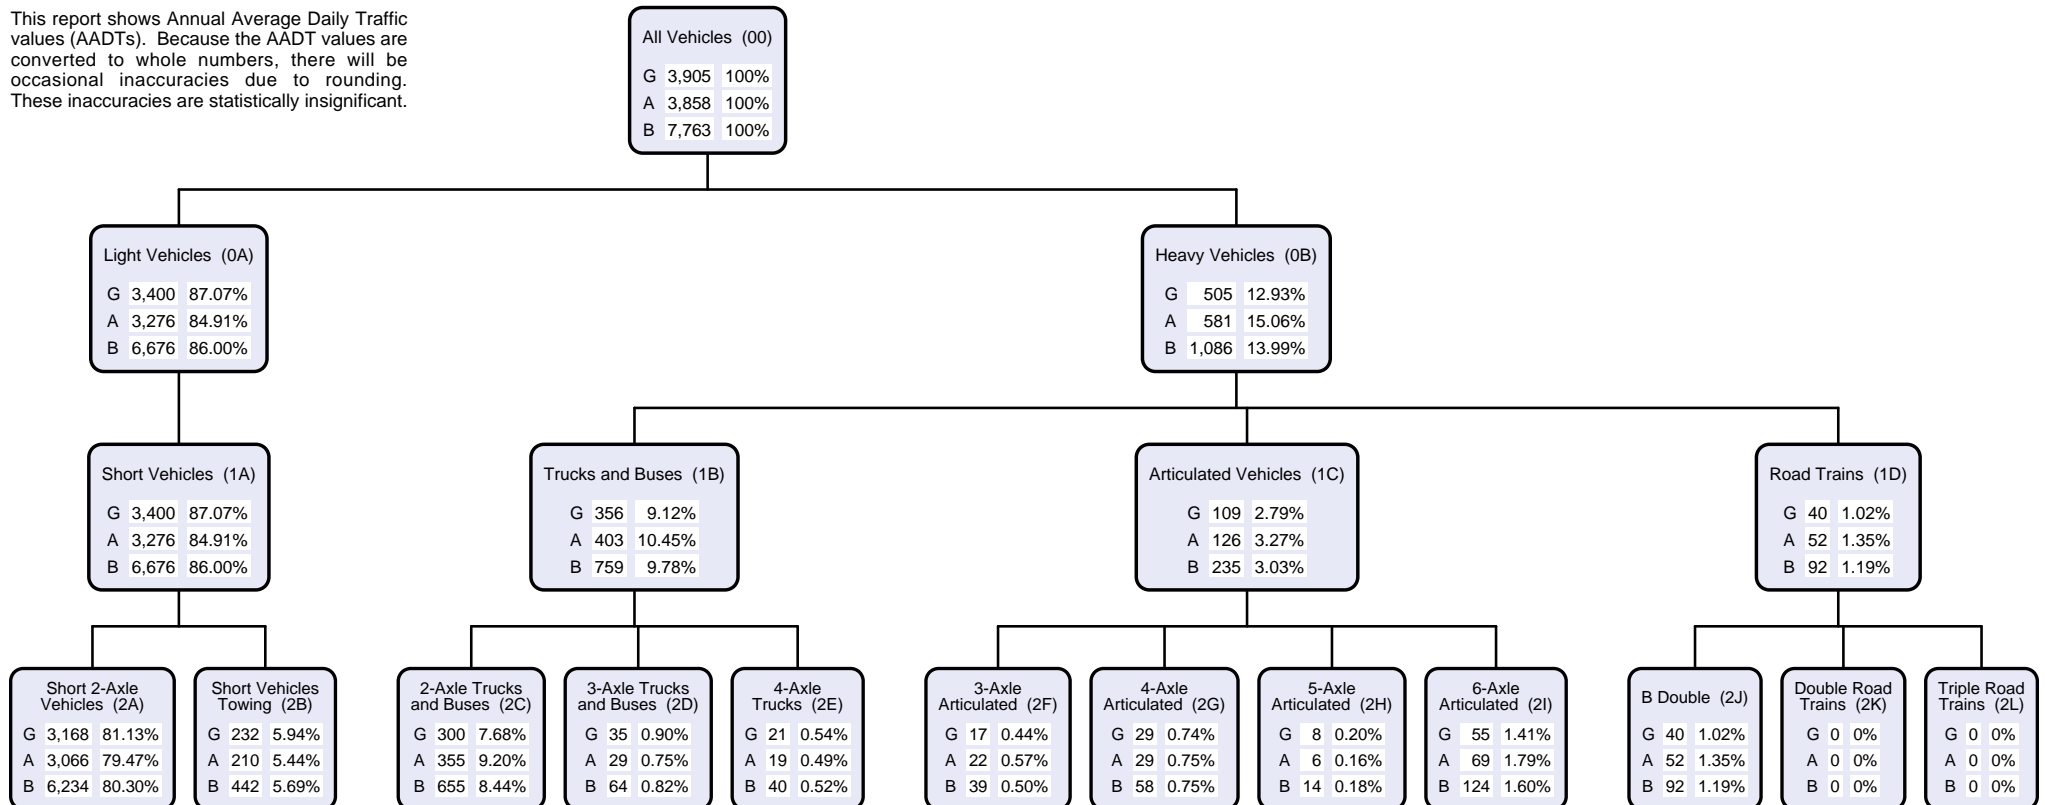 This report shows Annual Average Daily Traffic
values (AADTs). Because the AADT values are
converted to whole numbers, there will be
occasional inaccuracies due to rounding.
These inaccuracies are statistically insignificant.
All Vehicles (00)
G 3,905 100%
A 3,858 100%
B 7,763 100%
Light Vehicles (0A)
G 3,400 87.07%
A 3,276 84.91%
B 6,676 86.00%
Heavy Vehicles (0B)
G 505 12.93%
A 581 15.06%
B 1,086 13.99%
Short Vehicles (1A)
G 3,400 87.07%
A 3,276 84.91%
B 6,676 86.00%
Trucks and Buses (1B)
G 356 9.12%
A 403 10.45%
B 759 9.78%
Articulated Vehicles (1C)
G 109 2.79%
A 126 3.27%
B 235 3.03%
Road Trains (1D)
G 40 1.02%
A 52 1.35%
B 92 1.19%
Short 2-Axle
Vehicles (2A)
G 3,168 81.13%
A 3,066 79.47%
B 6,234 80.30%
Short Vehicles
Towing (2B)
G 232 5.94%
A 210 5.44%
B 442 5.69%
2-Axle Trucks
and Buses (2C)
G 300 7.68%
A 355 9.20%
B 655 8.44%
3-Axle Trucks
and Buses (2D)
G 35 0.90%
A 29 0.75%
B 64 0.82%
4-Axle
Trucks (2E)
G 21 0.54%
A 19 0.49%
B 40 0.52%
3-Axle
Articulated (2F)
G 17 0.44%
A 22 0.57%
B 39 0.50%
4-Axle
Articulated (2G)
G 29 0.74%
A 29 0.75%
B 58 0.75%
5-Axle
Articulated (2H)
G 8 0.20%
A 6 0.16%
B 14 0.18%
6-Axle
Articulated (2I)
G 55 1.41%
A 69 1.79%
B 124 1.60%
B Double (2J)
G 40 1.02%
A 52 1.35%
B 92 1.19%
Double Road
Trains (2K)
G 0 0%
A 0 0%
B 0 0%
Triple Road
Trains (2L)
G 0 0%
A 0 0%
B 0 0%